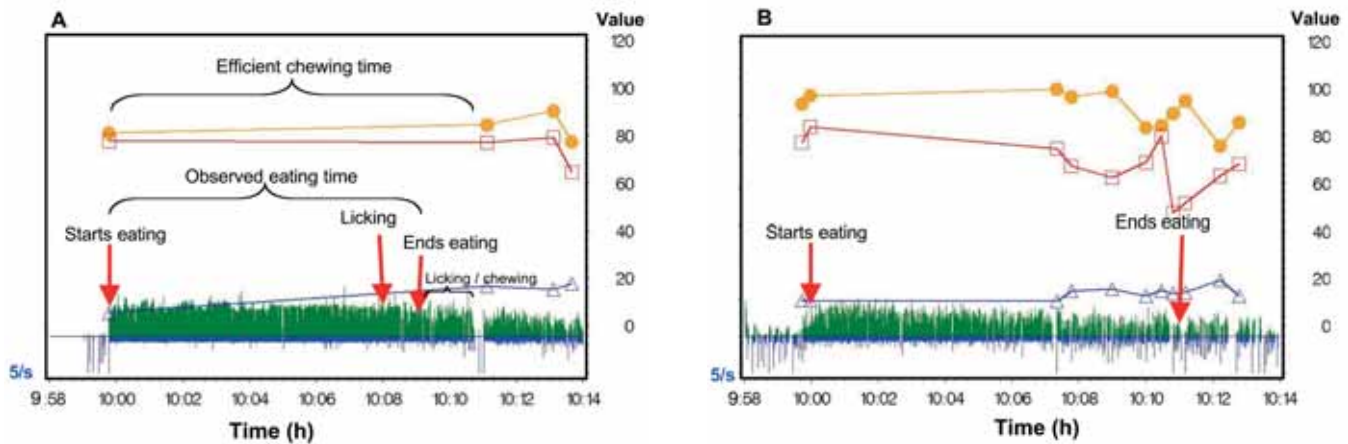 A
Value
120
Efficient chewing time
100
80
Observed eating time
60
Licking
Starts eating
40
Ends eating
Licking / chewing
20
0
5/s
9:58 10:00 10:02 10:04 10:06 10:08 10:10 10:12 10:14
Time (h)
B
Value
120
100
80
60
Ends eating
Starts eating
40
20
0
5/s
9:58 10:00 10:02 10:04 10:06 10:08 10:10 10:12 10:14
Time (h)